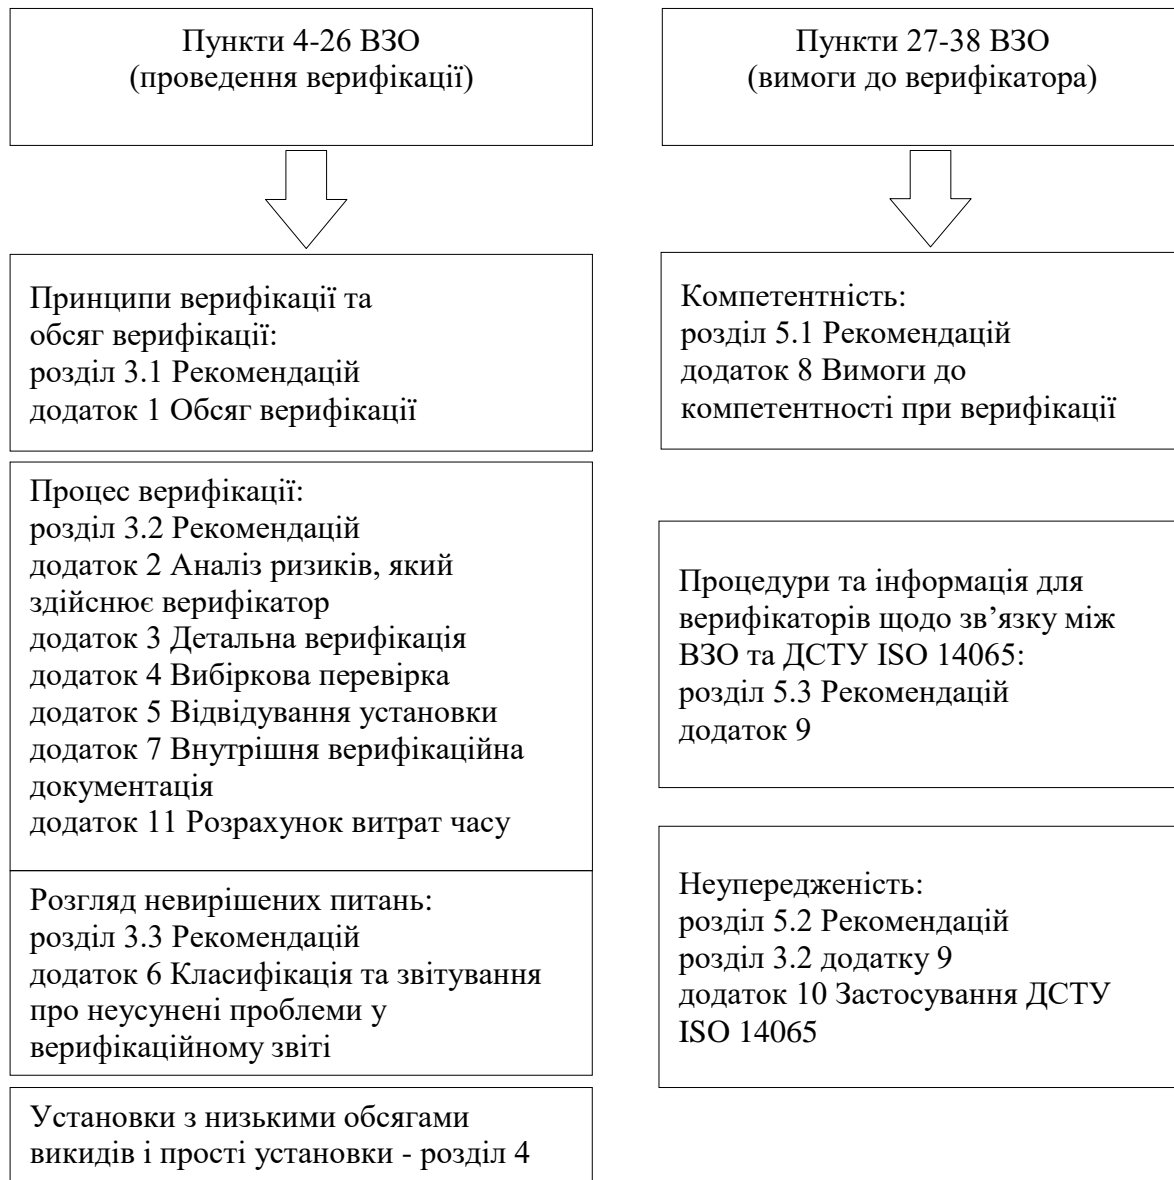 Пункти 4-26 ВЗО
(проведення верифікації)
Принципи верифікації та
обсяг верифікації:
розділ 3.1 Рекомендацій
додаток 1 Обсяг верифікації
Процес верифікації:
розділ 3.2 Рекомендацій
додаток 2 Аналіз ризиків, який
здійснює верифікатор
додаток 3 Детальна верифікація
додаток 4 Вибіркова перевірка
додаток 5 Відвідування установки
додаток 7 Внутрішня верифікаційна
документація
додаток 11 Розрахунок витрат часу
Розгляд невирішених питань:
розділ 3.3 Рекомендацій
додаток 6 Класифікація та звітування
про неусунені проблеми у
верифікаційному звіті
Установки з низькими обсягами
викидів і прості установки - розділ 4
Пункти 27-38 ВЗО
(вимоги до верифікатора)
Компетентність:
розділ 5.1 Рекомендацій
додаток 8 Вимоги до
компетентності при верифікації
Процедури та інформація для
верифікаторів щодо зв’язку між
ВЗО та ДСТУ ISO 14065:
розділ 5.3 Рекомендацій
додаток 9
Неупередженість:
розділ 5.2 Рекомендацій
розділ 3.2 додатку 9
додаток 10 Застосування ДСТУ
ISO 14065